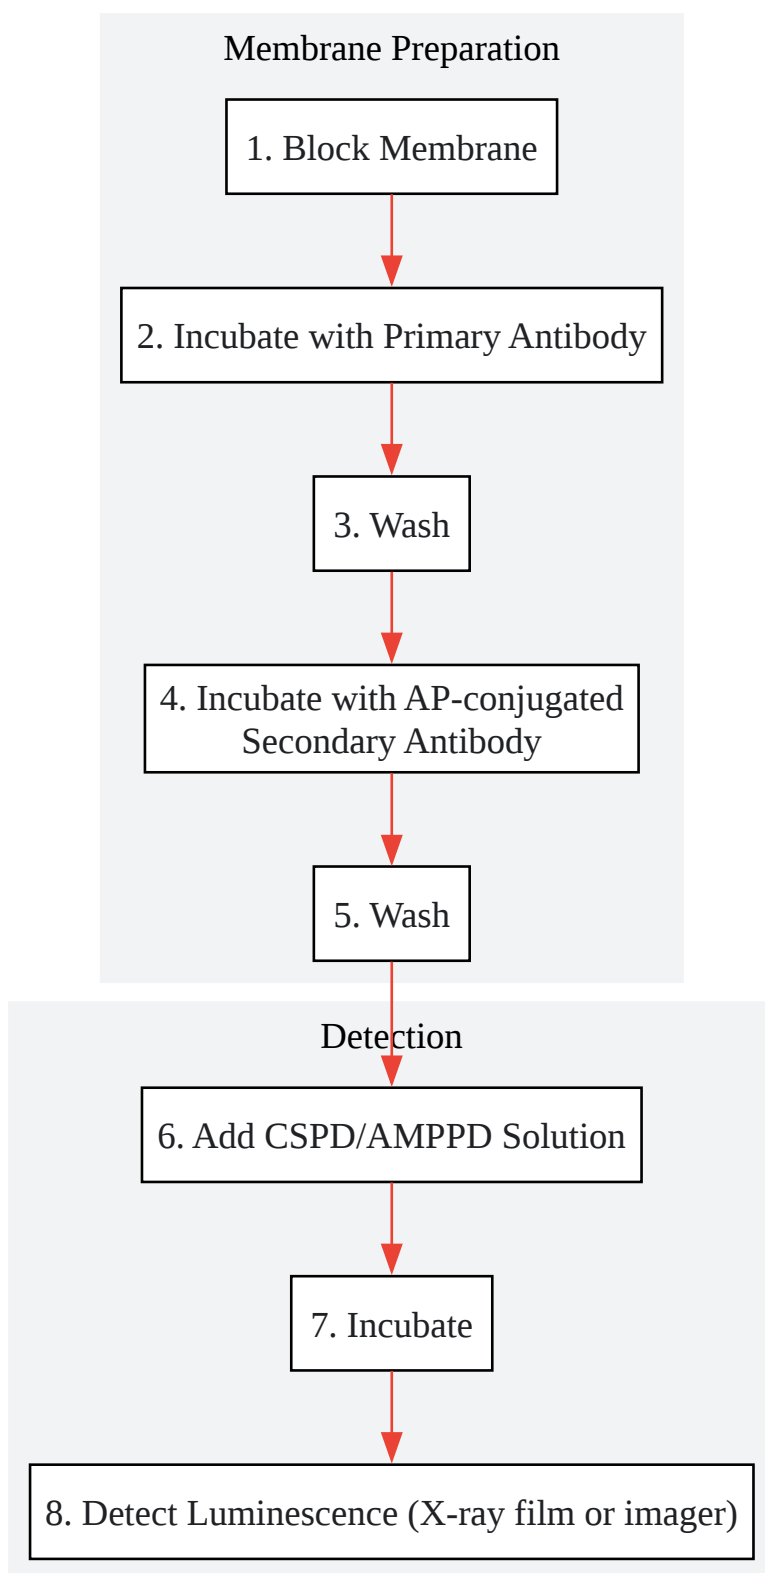 Membrane Preparation
1. Block Membrane
2. Incubate with Primary Antibody
3. Wash
4. Incubate with AP-conjugated
Secondary Antibody
5. Wash
Detection
6. Add CSPD/AMPPD Solution
7. Incubate
8. Detect Luminescence (X-ray film or imager)